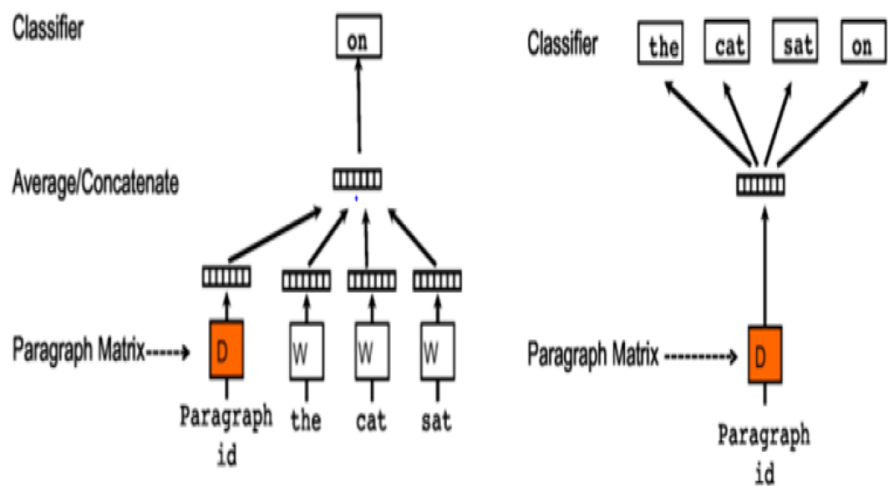 Classifier
on
Average/Concatenate
Paragraph Matrix
D
W
W
W
Paragraph
id
the
cat
sat
Classifier
the
cat
sat
on
Paragraph Matrix
D
Paragraph
id